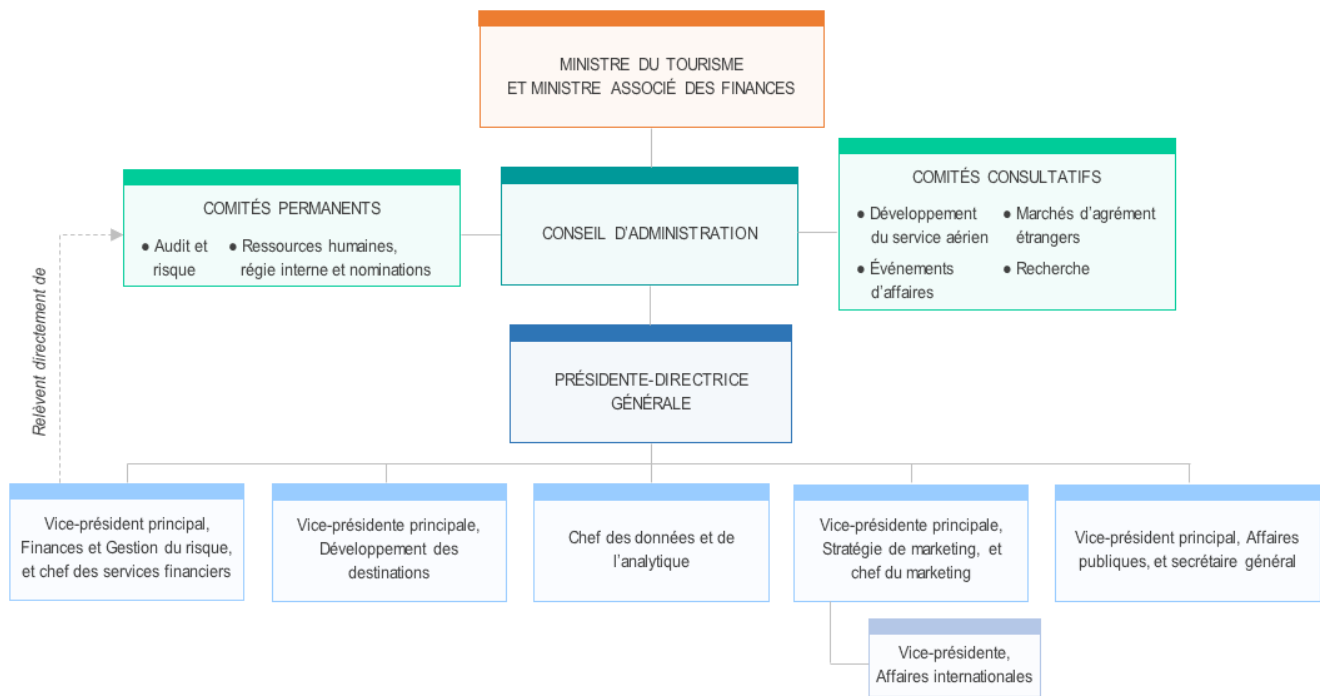 MINISTRE DU TOURISME
ET MINISTRE ASSOCIÉ DES FINANCES
COMITÉS PERMANENTS
● Audit et
risque
● Ressources humaines,
régie interne et nominations
CONSEIL D'ADMINISTRATION
COMITÉS CONSULTATIFS
● Développement
du service aérien
● Marchés d'agrément
étrangers
● Événements
d'affaires
● Recherche
Relèvent directement de
PRÉSIDENTE-DIRECTRICE
GÉNÉRALE
Vice-président principal,
Finances et Gestion du risque,
et chef des services financiers
Vice-présidente principale,
Développement des
destinations
Chef des données et de
l'analytique
Vice-présidente principale,
Stratégie de marketing, et
chef du marketing
Vice-président principal, Affaires
publiques, et secrétaire général
Vice-présidente,
Affaires internationales